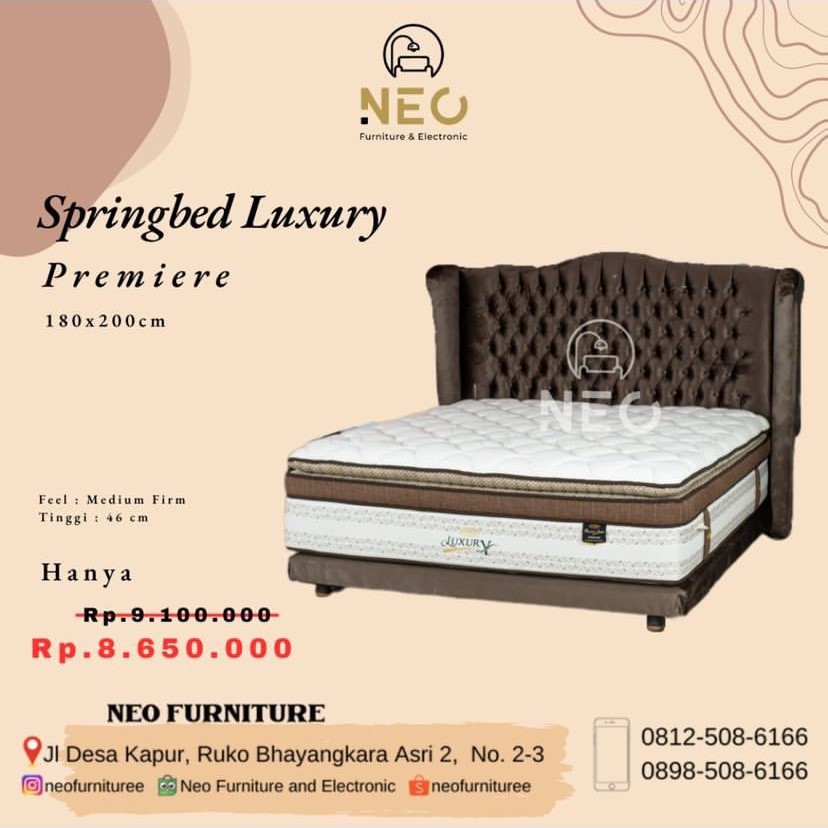 NEO
Furniture & Electronic
Springbed Luxury
Premiere
180x200cm
NEO
Feel : Medium Firm
Tinggi : 46 cm
LUXURY
Hanya
Rp.9.100.000
Rp.8.650.000
NEO FURNITURE
Jl Desa Kapur, Ruko Bhayangkara Asri 2, No. 2-3
neofurnituree Neo Furniture and Electronic neofurnituree
0812-508-6166
0898-508-6166